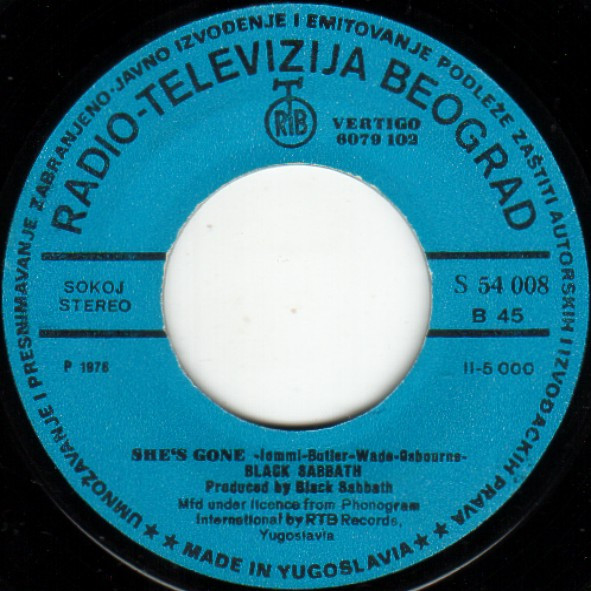 UMNOŽAVANJE I PRESNIMAVANJE ZABRANJENO-JAVNO IZVOĐENJE I EMITOVANJE PODLEŽE ZAŠTITI AUTORSKIH I IZVOĐAČKIH PRAVA
RADIO-TELEVIZIJA BEOGRAD
RTB
VERTIGO
6079 102
SOKOJ
STEREO
S 54 008
B 45
P 1976
II-5 000
SHE'S GONE -Iommi-Butler-Wade-Osbourne-
BLACK SABBATH
Produced by Black Sabbath
Mfd under licence from Phonogram
International by RTB Records,
Yugoslavia
★ ★ MADE IN YUGOSLAVIA ★ ★